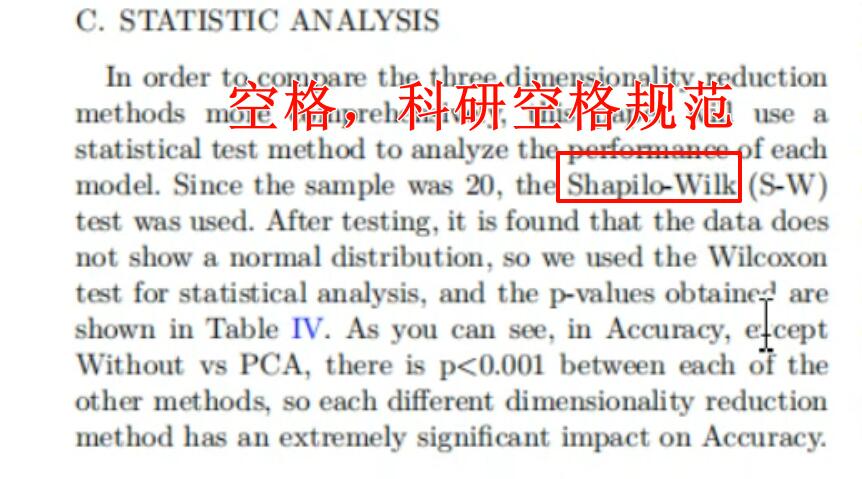 C. STATISTIC ANALYSIS
In order to compare the three dimensionality reduction
空格，科研空格规范
methods more comprehensively, this use a
statistical test method to analyze the performance of each
model. Since the sample was 20, the Shapilo-Wilk (S-W)
test was used. After testing, it is found that the data does
not show a normal distribution, so we used the Wilcoxon
test for statistical analysis, and the p-values obtained are
shown in Table IV. As you can see, in Accuracy, except
Without vs PCA, there is p<0.001 between each of the
other methods, so each different dimensionality reduction
method has an extremely significant impact on Accuracy.